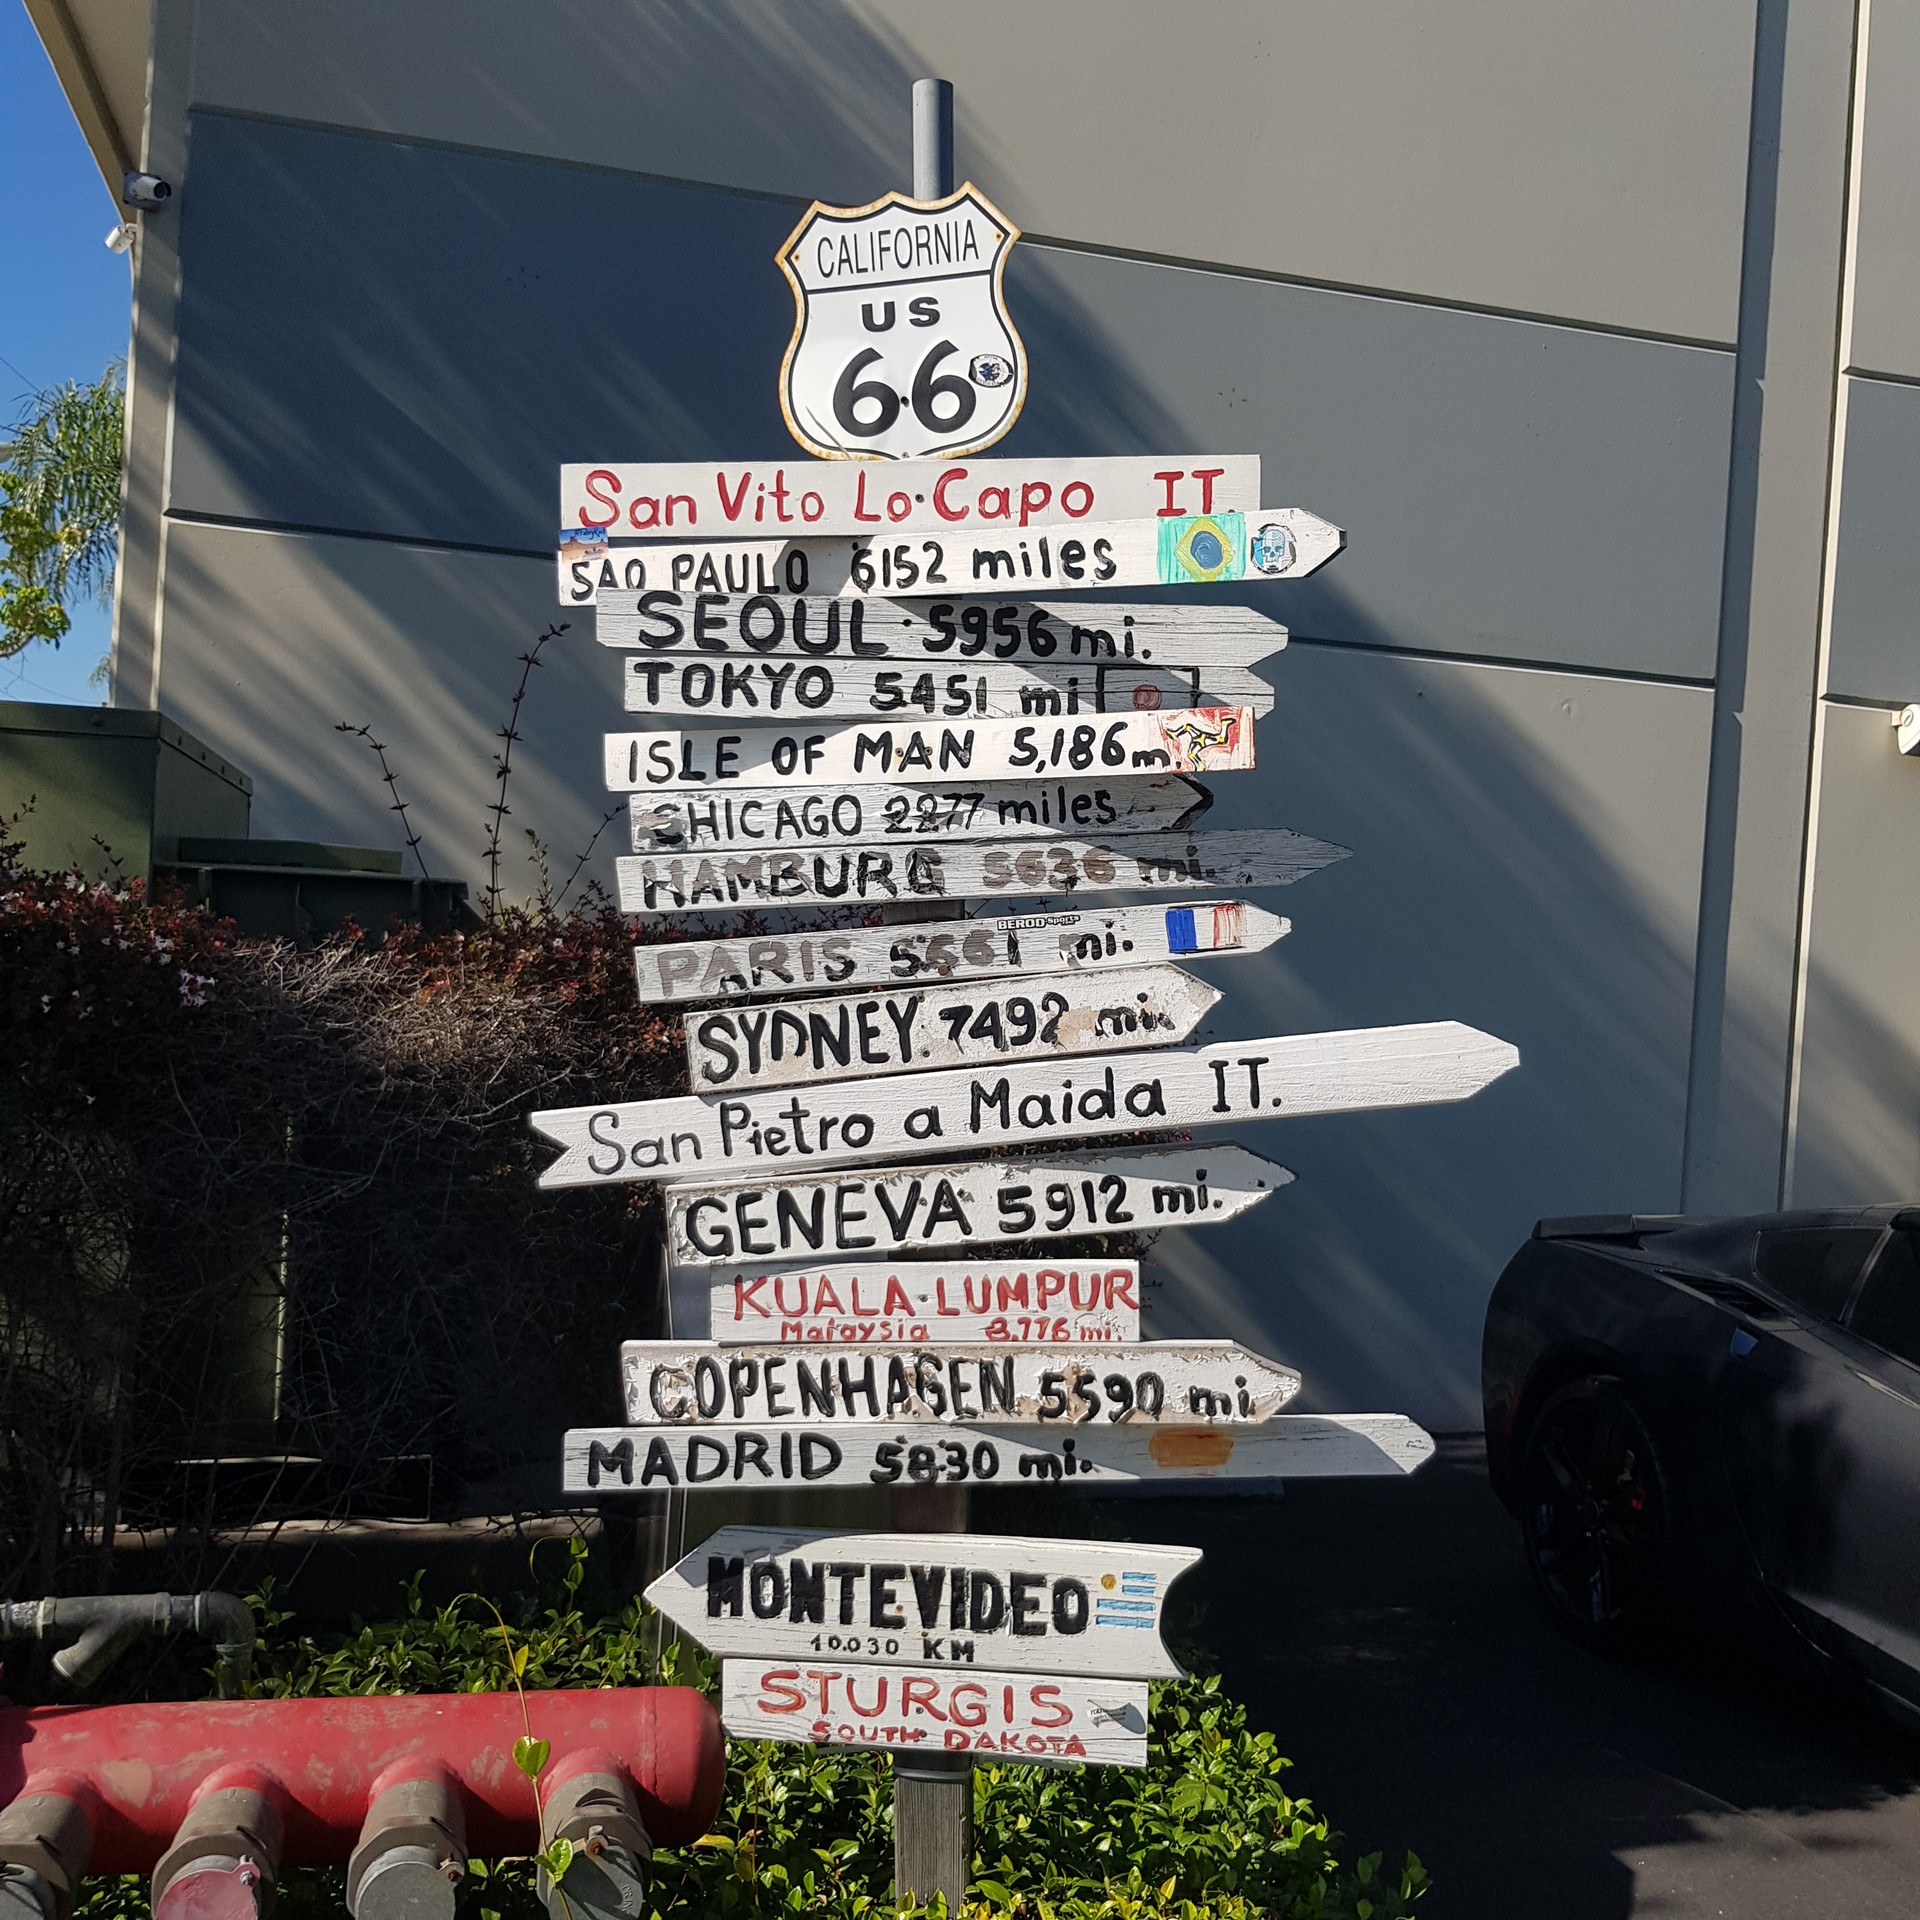 CALIFORNIA
US
66
San Vito Lo Capo IT.
SAO PAULO 6152 miles
SEOUL 5956 mi.
TOKYO 5451 mi
ISLE OF MAN 5,186 m.
CHICAGO 2277 miles
HAMBURG 5636 mi.
BEROD-Sports
PARIS 5661 mi.
SYDNEY. 7492 mi.
San Pietro a Maida IT.
GENEVA 5912 mi.
KUALA LUMPUR
Malaysia 8,776 mi.
COPENHAGEN 5590 mi.
MADRID 5830 mi.
MONTEVIDEO
10.030 KM
STURGIS
SOUTH DAKOTA